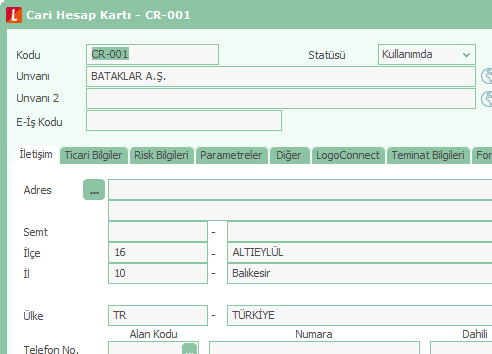 Cari Hesap Kartı - CR-001
Kodu CR-001 Statüsü Kullanımda
Unvanı BATAKLAR A.Ş.
Unvanı 2
E-İş Kodu
İletişim Ticari Bilgiler Risk Bilgileri Parametreler Diğer LogoConnect Teminat Bilgileri For
Adres ...
Semt -
İlçe 16 - ALTIEYLÜL
İl 10 - Balıkesir
Ülke TR - TÜRKİYE
Alan Kodu Numara Dahili
Telefon No. ...